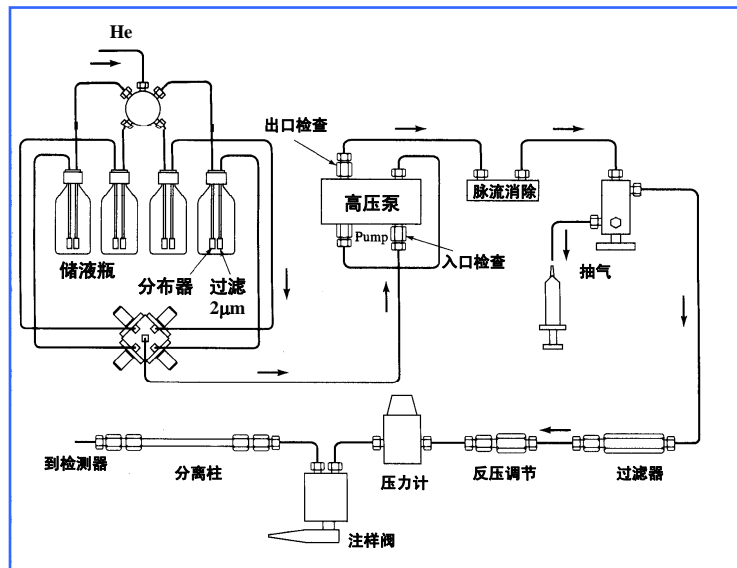 He
出口检查
高压泵
Pump
脉流消除
入口检查
抽气
储液瓶
分布器
过滤
2μm
到检测器
分离柱
注样阀
压力计
反压调节
过滤器